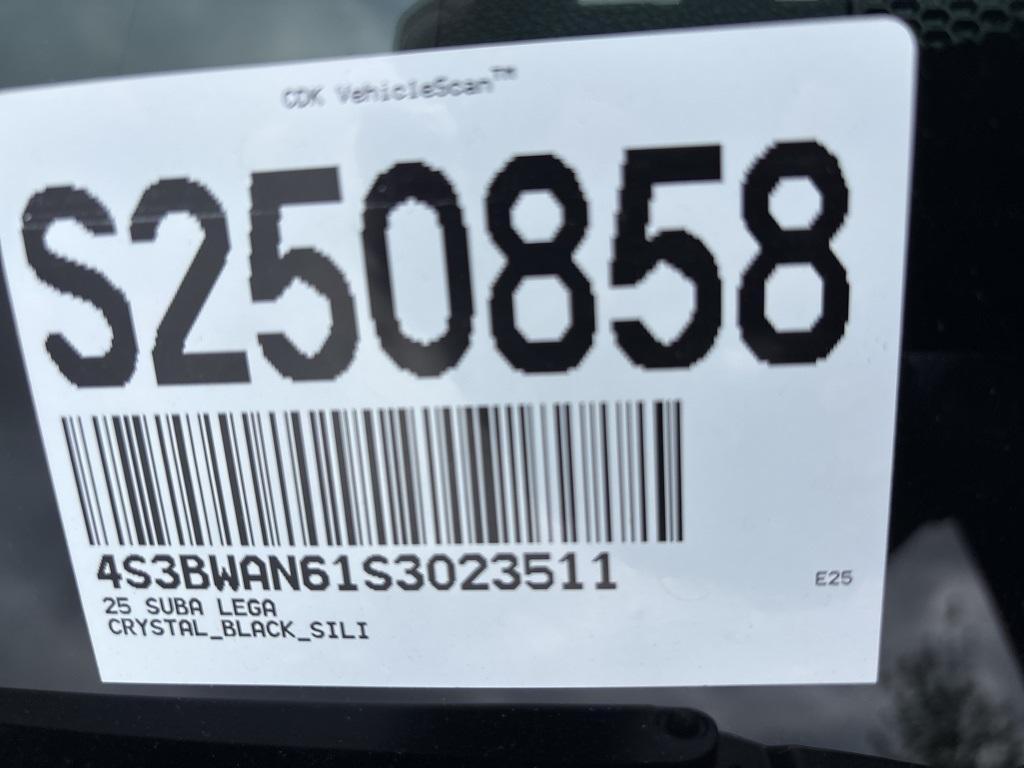 CDK VehicleScan™
S250858
4S3BWAN61S3023511
25 SUBA LEGA
E25
CRYSTAL_BLACK_SILI